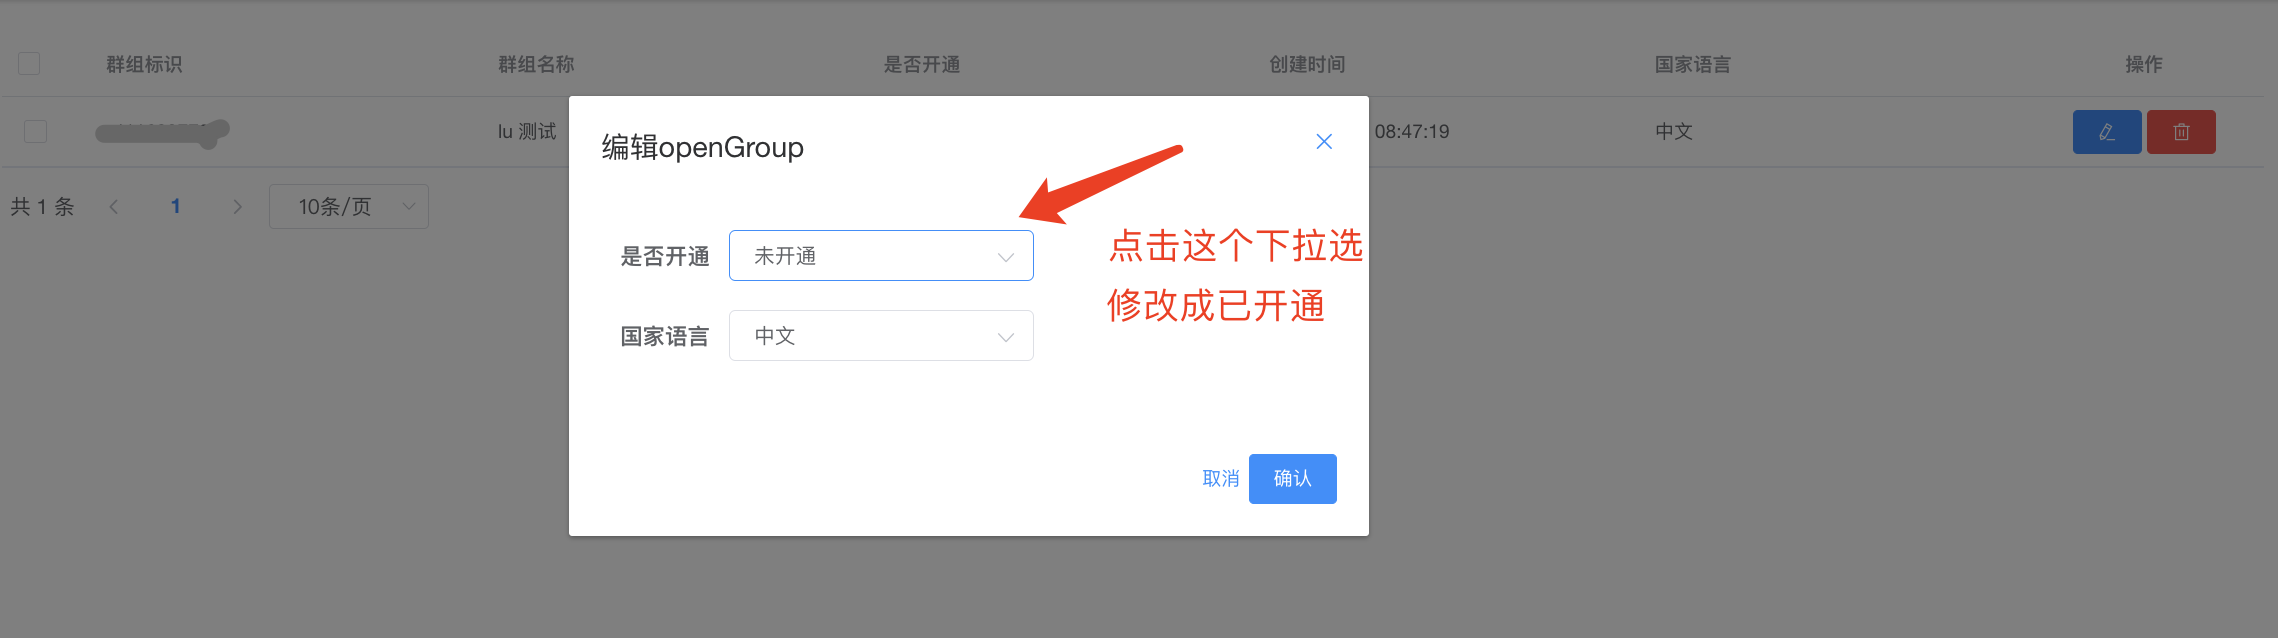 群组标识 群组名称 是否开通 创建时间 国家语言 操作
lu 测试 08:47:19 中文
共 1 条 1 10条/页
编辑openGroup
是否开通 未开通
点击这个下拉选
修改成已开通
国家语言 中文
取消 确认